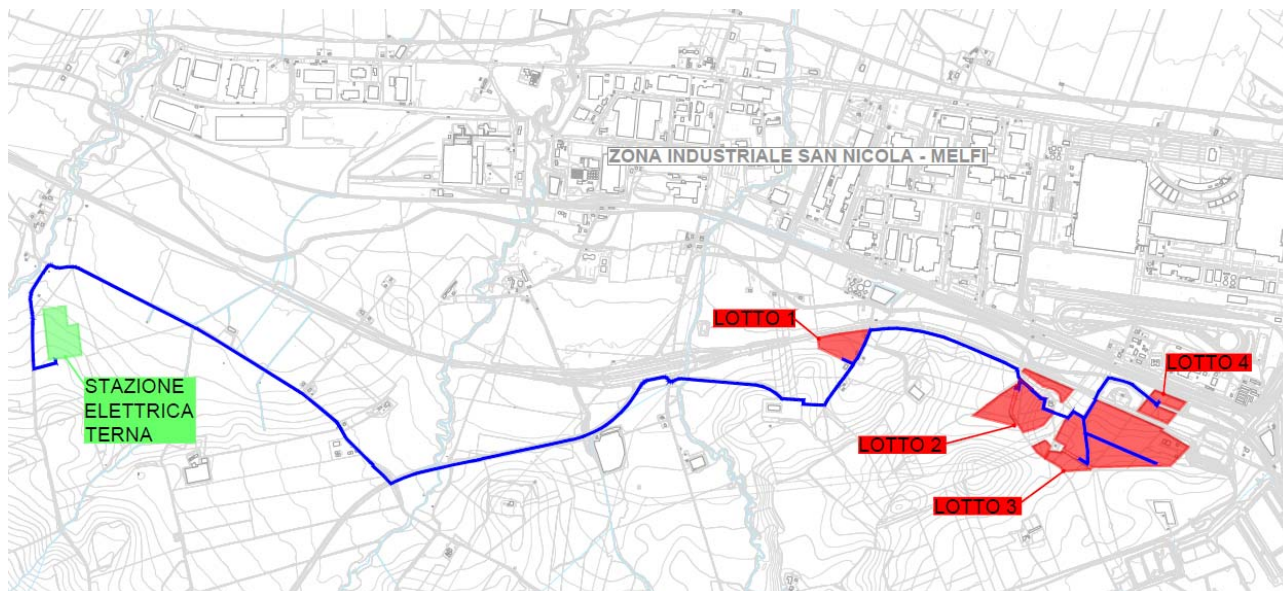 ZONA INDUSTRIALE SAN NICOLA - MELFI
LOTTO 1
LOTTO 4
STAZIONE
ELETTRICA
TERNA
LOTTO 2
LOTTO 3